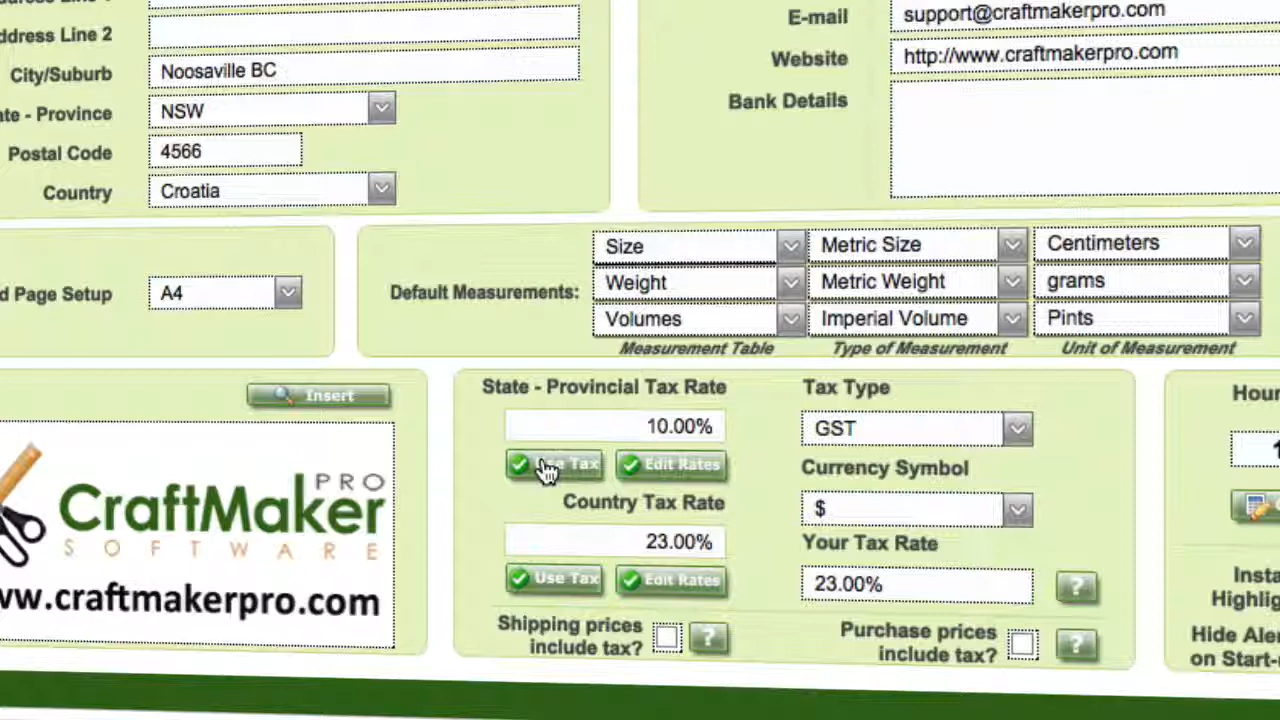 ddress Line 2
City/Suburb
Noosaville BC
ate - Province
NSW
Postal Code
4566
Country
Croatia
E-mail
support@craftmakerpro.com
Website
http://www.craftmakerpro.com
Bank Details
d Page Setup
A4
Default Measurements:
Size
Metric Size
Centimeters
Weight
Metric Weight
grams
Volumes
Imperial Volume
Pints
Measurement Table
Type of Measurement
Unit of Measurement
Insert
CraftMaker
PRO
SOFTWARE
ww.craftmakerpro.com
State - Provincial Tax Rate
10.00%
Use Tax
Edit Rates
Country Tax Rate
23.00%
Use Tax
Edit Rates
Shipping prices
include tax?
?
Tax Type
GST
Currency Symbol
$
Your Tax Rate
23.00%
?
Purchase prices
include tax?
?
Hour
1
Insta
Highlig
Hide Aler
on Start-